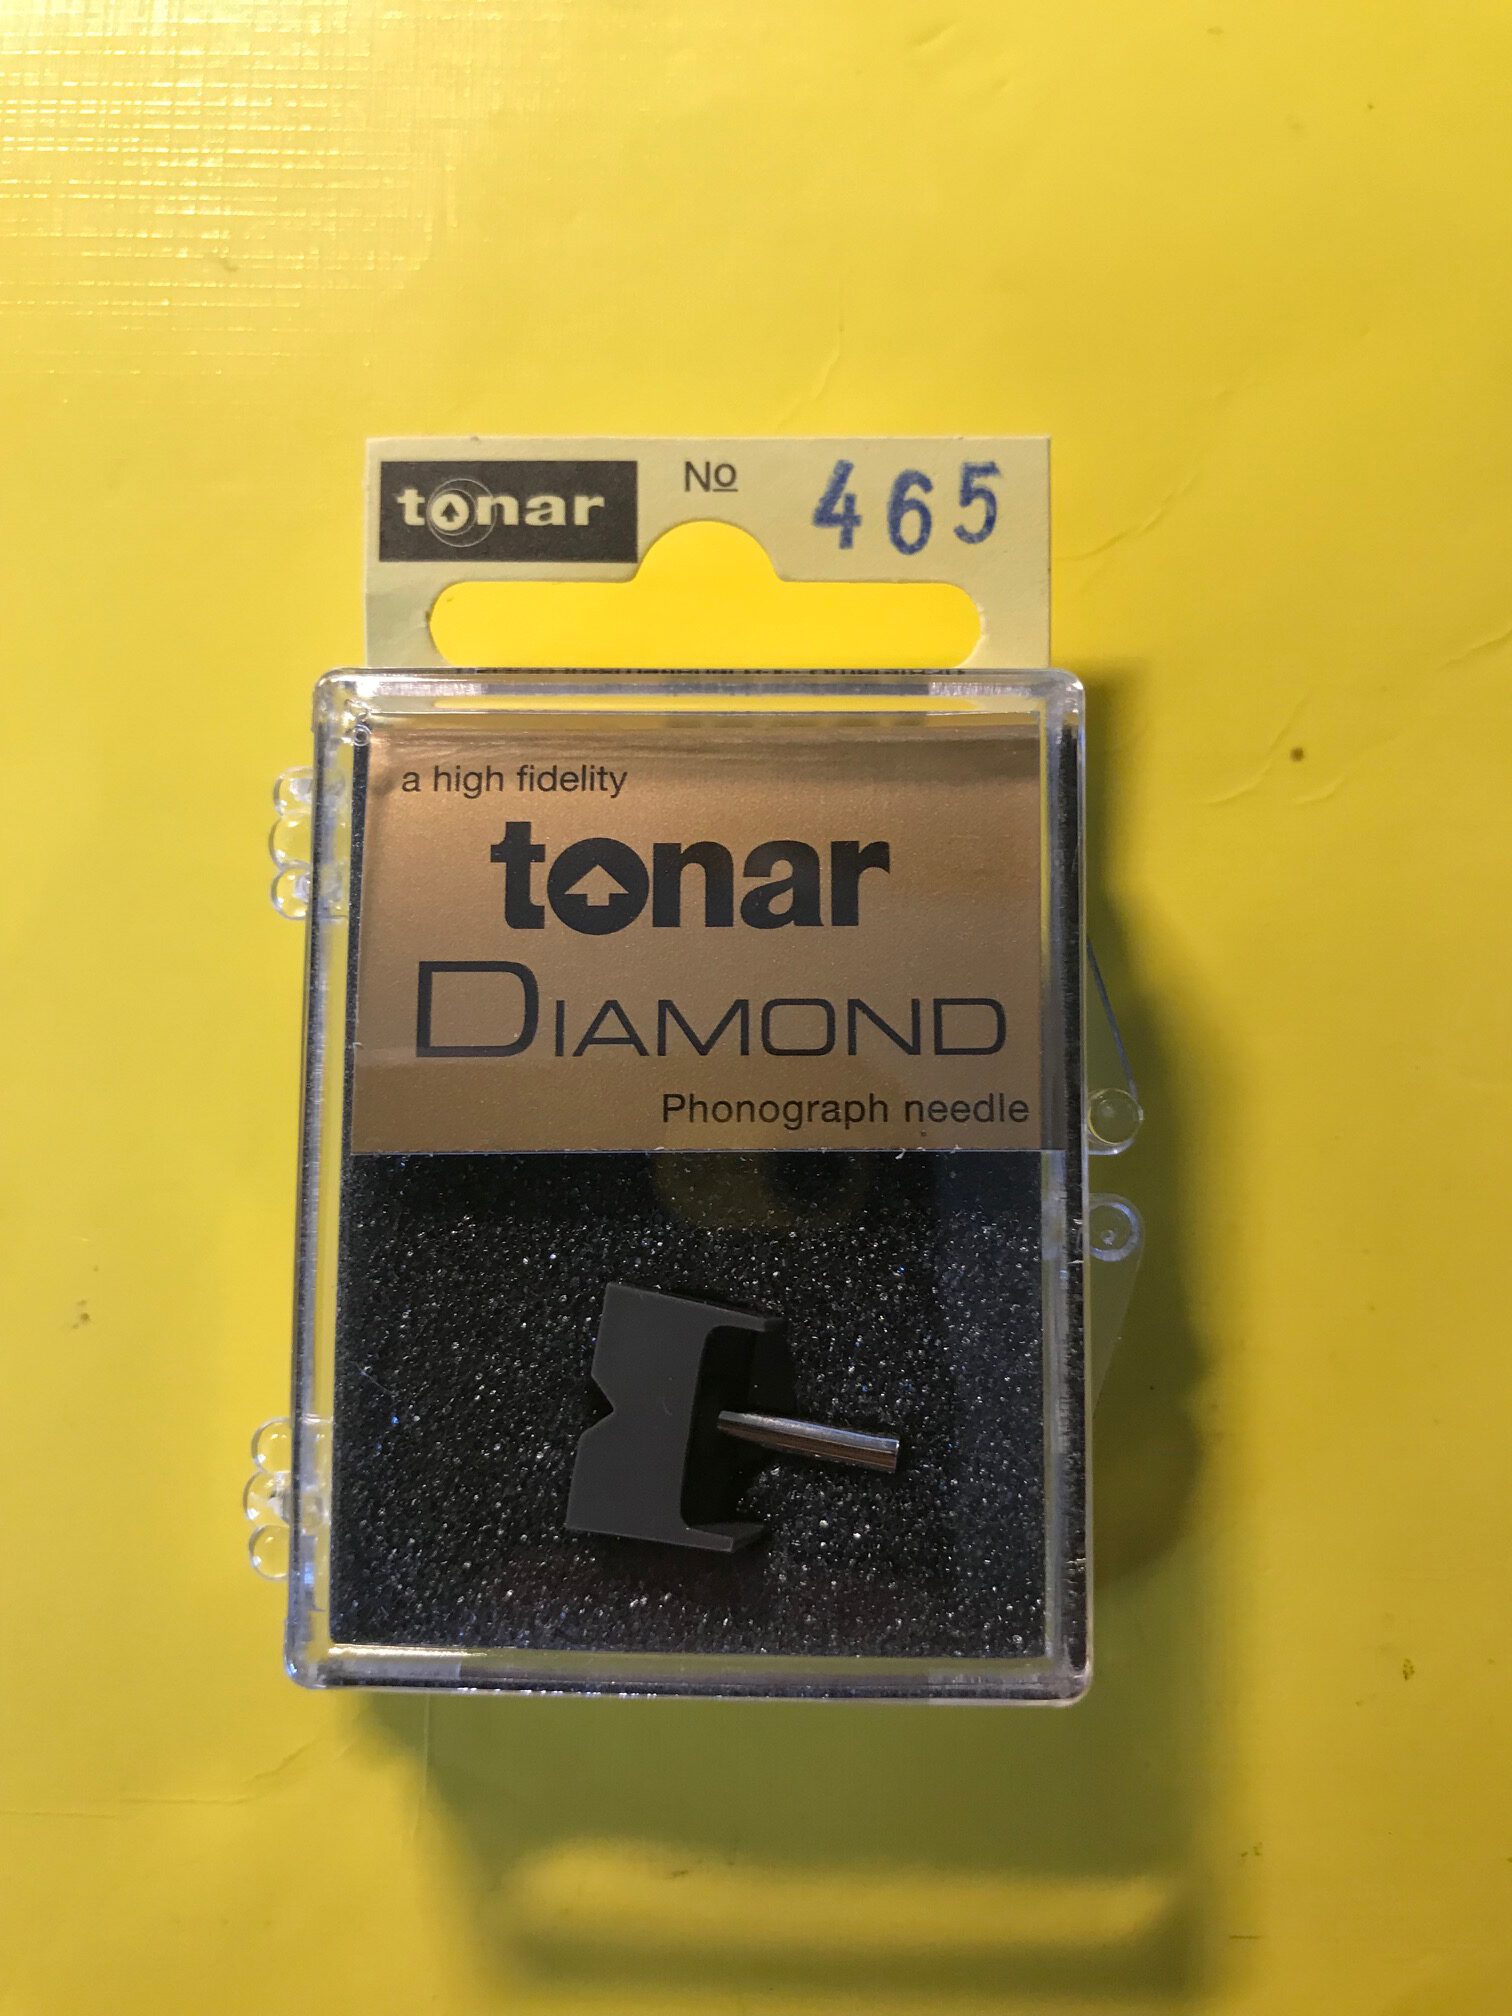 tonar
No 465
a high fidelity
tonar
DIAMOND
Phonograph needle